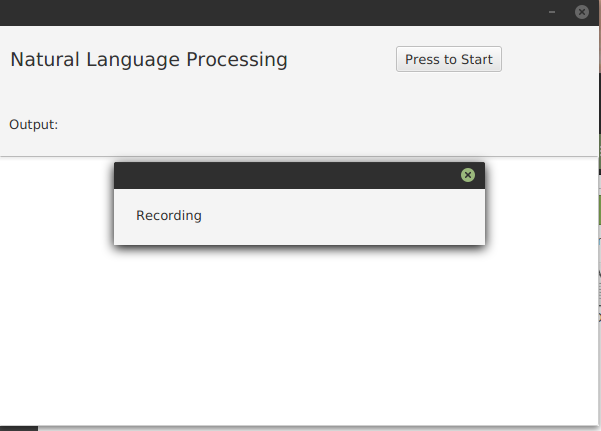 Natural Language Processing
Press to Start
Output:
Recording